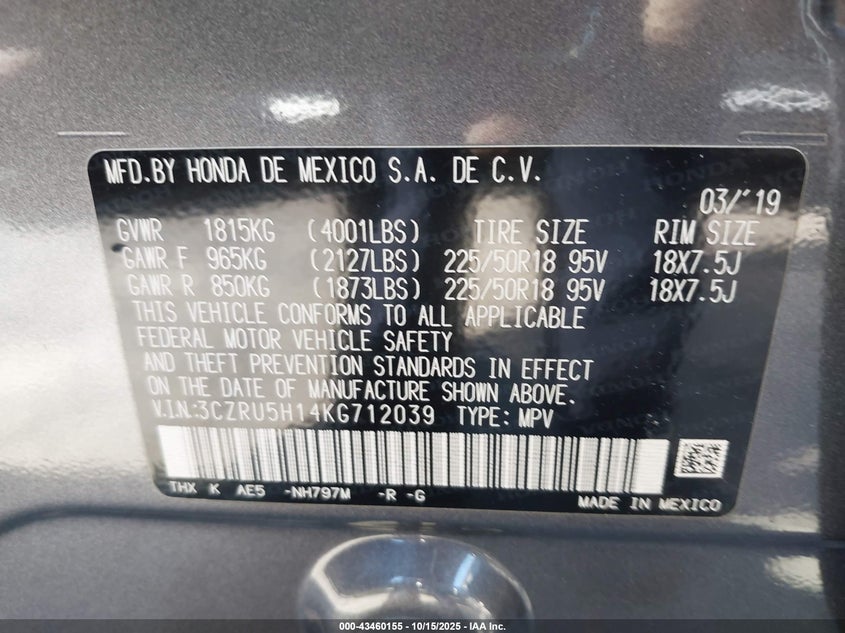 MFD.BY HONDA DE MEXICO S.A. DE C.V.
03/'19
GVWR 1815KG (4001LBS) TIRE SIZE RIM SIZE
GAWR F 965KG (2127LBS) 225/50R18 95V 18X7.5J
GAWR R 850KG (1873LBS) 225/50R18 95V 18X7.5J
THIS VEHICLE CONFORMS TO ALL APPLICABLE
FEDERAL MOTOR VEHICLE SAFETY
AND THEFT PREVENTION STANDARDS IN EFFECT
ON THE DATE OF MANUFACTURE SHOWN ABOVE.
V.I.N:3CZRU5H14KG712039 TYPE: MPV
THX K AE5 -NH797M -R -G
MADE IN MEXICO
000-43460155 - 10/15/2025 - IAA Inc.